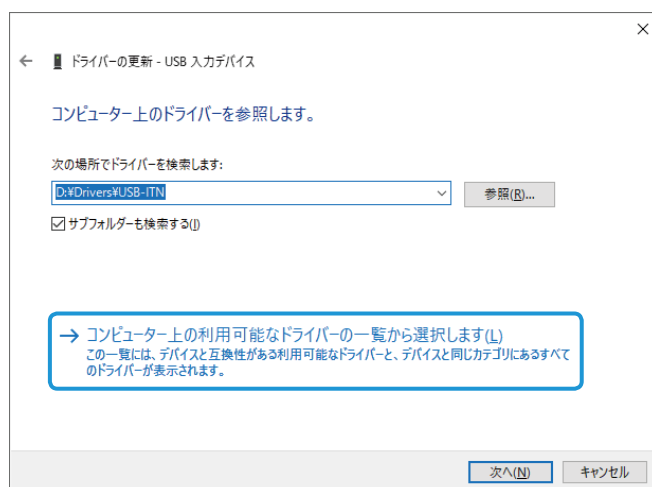 ドライバーの更新 - USB 入力デバイス
コンピューター上のドライバーを参照します。
次の場所でドライバーを検索します:
D:¥Drivers¥USB-ITN
参照(R)...
サブフォルダーも検索する(I)
コンピューター上の利用可能なドライバーの一覧から選択します(L)
この一覧には、デバイスと互換性がある利用可能なドライバーと、デバイスと同じカテゴリにあるすべて
のドライバーが表示されます。
次へ(N)
キャンセル